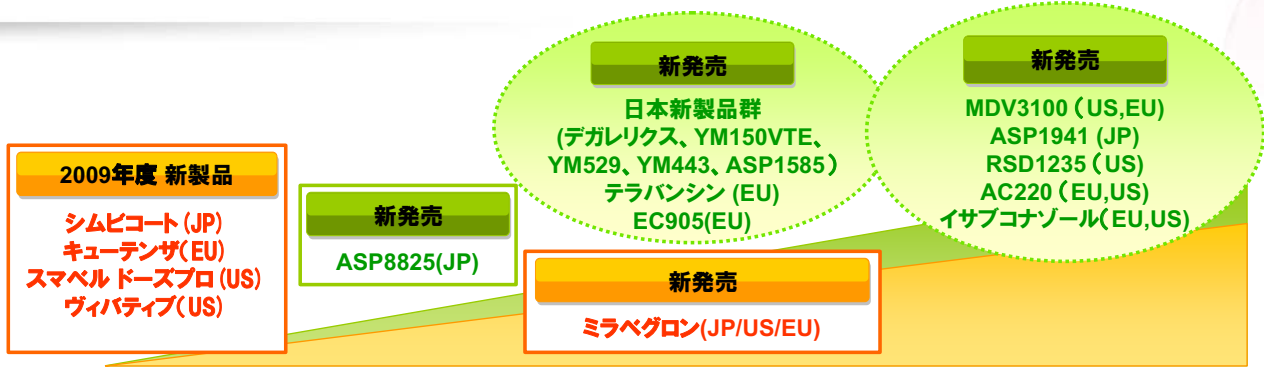 2009年度 新製品
シムビコート (JP)
キューテンザ(EU)
スマベル ドーズプロ (US)
ヴィバティブ(US)
新発売
ASP8825(JP)
新発売
日本新製品群
(デガレリクス、YM150VTE、
YM529、YM443、ASP1585)
テラバンシン (EU)
EC905(EU)
新発売
ミラベグロン(JP/US/EU)
新発売
MDV3100 (US,EU)
ASP1941 (JP)
RSD1235 (US)
AC220 (EU,US)
イサブコナゾール(EU,US)